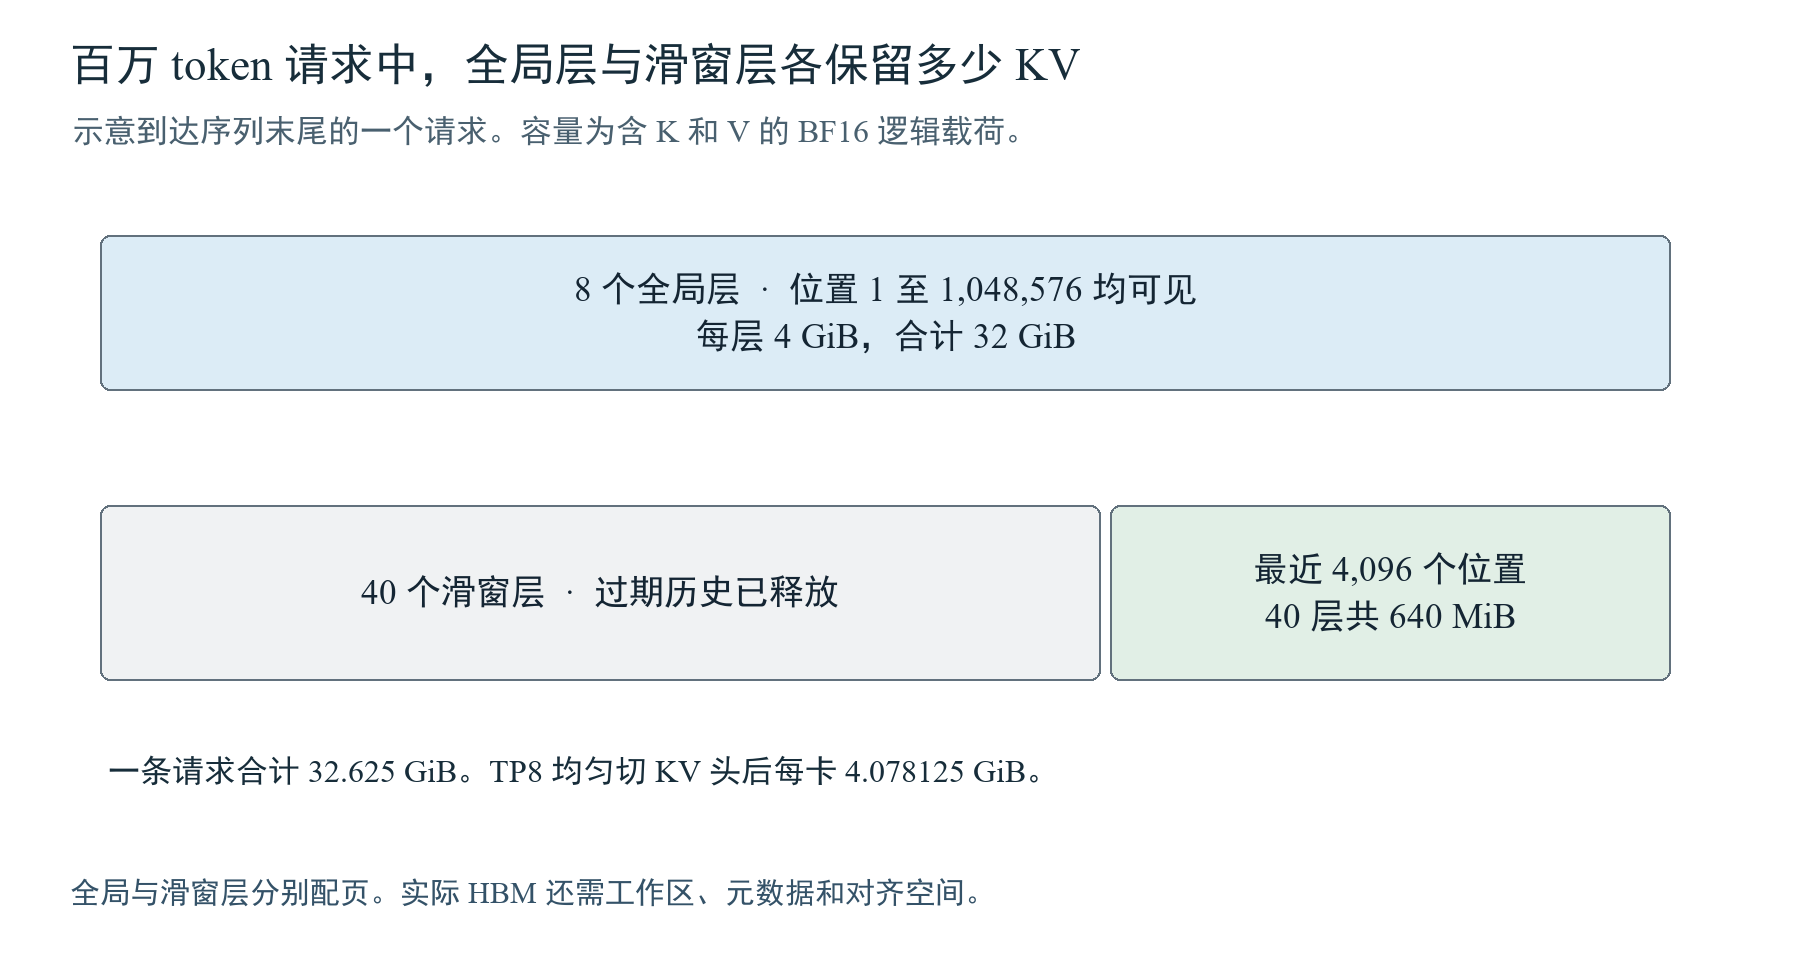 百万 token 请求中，全局层与滑窗层各保留多少 KV
示意到达序列末尾的一个请求。容量为含 K 和 V 的 BF16 逻辑载荷。
8 个全局层 · 位置 1 至 1,048,576 均可见
每层 4 GiB，合计 32 GiB
40 个滑窗层 · 过期历史已释放
最近 4,096 个位置
40 层共 640 MiB
一条请求合计 32.625 GiB。TP8 均匀切 KV 头后每卡 4.078125 GiB。
全局与滑窗层分别配页。实际 HBM 还需工作区、元数据和对齐空间。